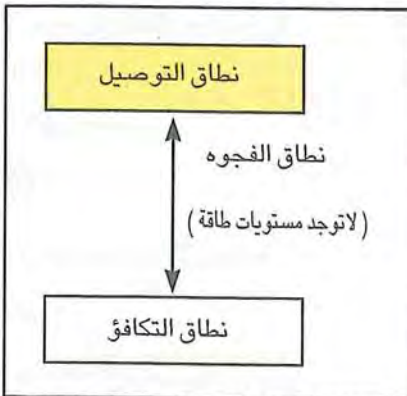 نطاق التوصيل
نطاق الفجوه
(لاتوجد مستويات طاقة)
نطاق التكافؤ